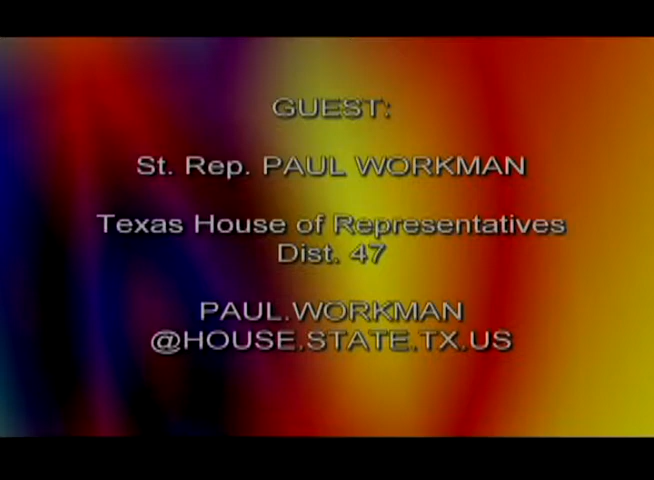 GUEST:
St. Rep. PAUL WORKMAN
Texas House of Representatives
Dist. 47
PAUL.WORKMAN
@HOUSE.STATE.TX.US